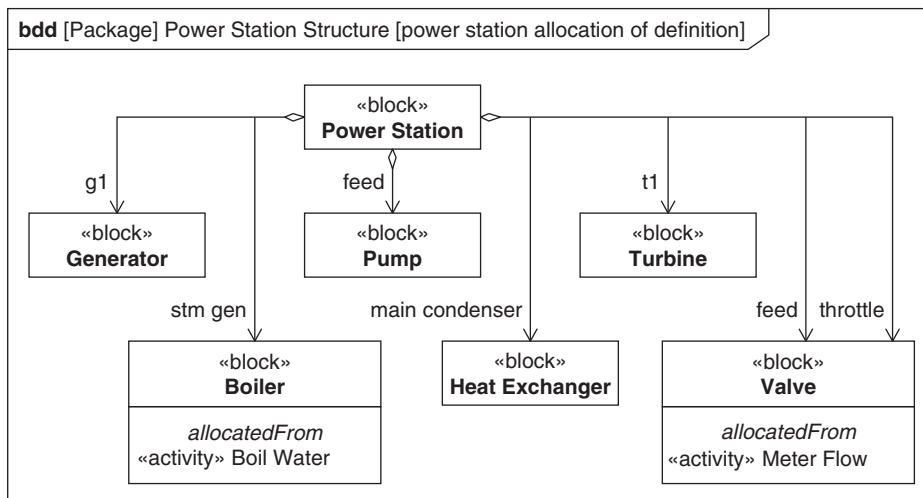 bdd [Package] Power Station Structure [power station allocation of definition]
«block»
Power Station
g1
feed
t1
«block»
Generator
«block»
Pump
«block»
Turbine
stm gen
main condenser
feed
throttle
«block»
Boiler
allocatedFrom
«activity» Boil Water
«block»
Heat Exchanger
«block»
Valve
allocatedFrom
«activity» Meter Flow